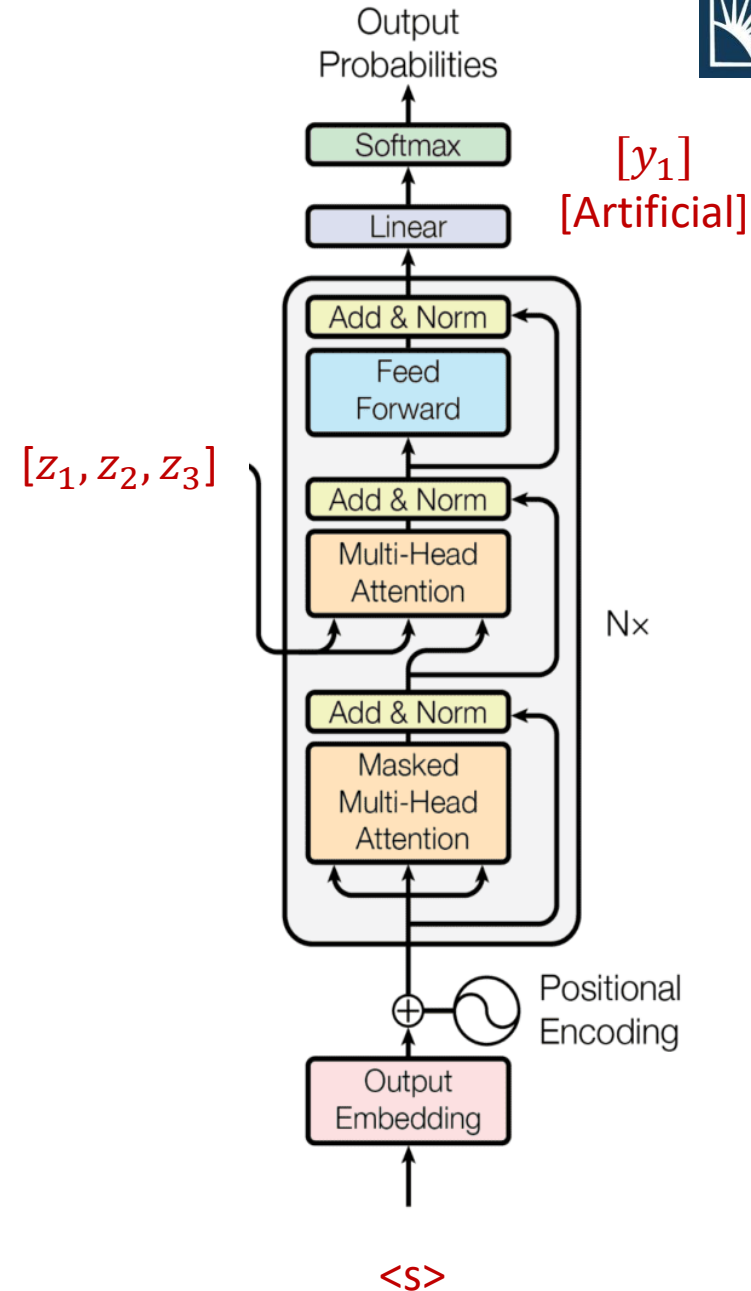 Output
Probabilities
Softmax
[y₁]
[Artificial]
Linear
Add & Norm
Feed
Forward
[z₁, z₂, z₃]
Add & Norm
Multi-Head
Attention
N×
Add & Norm
Masked
Multi-Head
Attention
Positional
Encoding
Output
Embedding
<s>